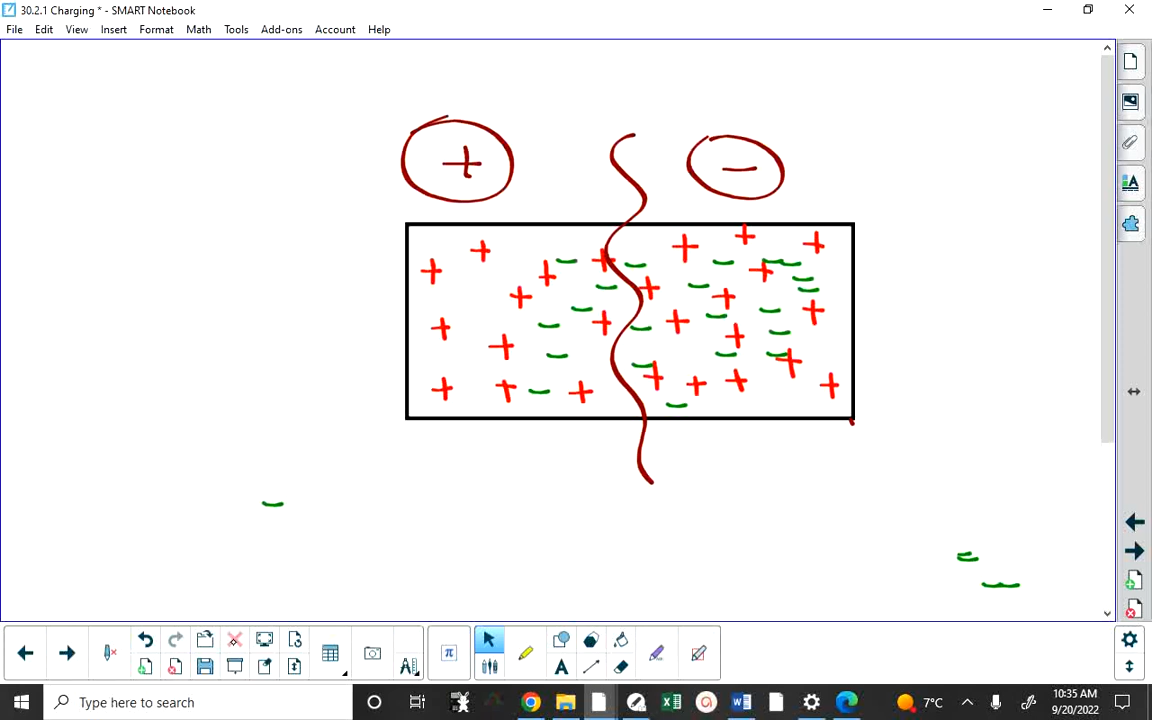 30.2.1 Charging * - SMART Notebook
File Edit View Insert Format Math Tools Add-ons Account Help
+ −
+ + +
+ + − + − − − −
+ + − + − − −
+ − + − + − +
+ − − + + − + − +
+ − − + − − +
+ + − + + + + +
−
−
= −
π
A
Type here to search
7°C
10:35 AM
9/20/2022